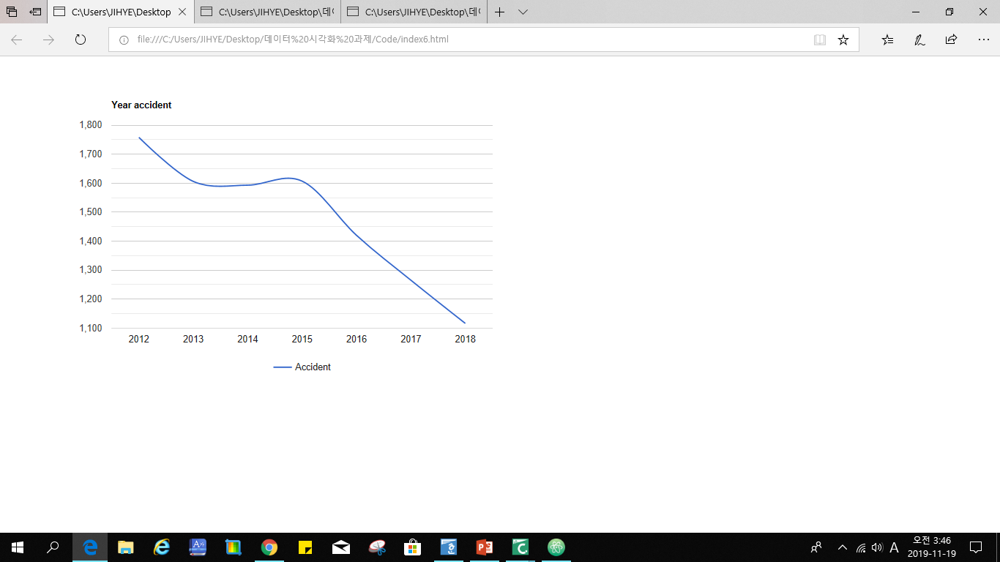 C:\Users\JIHYE\Desktop
C:\Users\JIHYE\Desktop\데이
C:\Users\JIHYE\Desktop\데이
file:///C:/Users/JIHYE/Desktop/데이터%20시각화%20과제/Code/index6.html
Year accident
1,800
1,700
1,600
1,500
1,400
1,300
1,200
1,100
2012 2013 2014 2015 2016 2017 2018
Accident
A 오전 3:46
2019-11-19